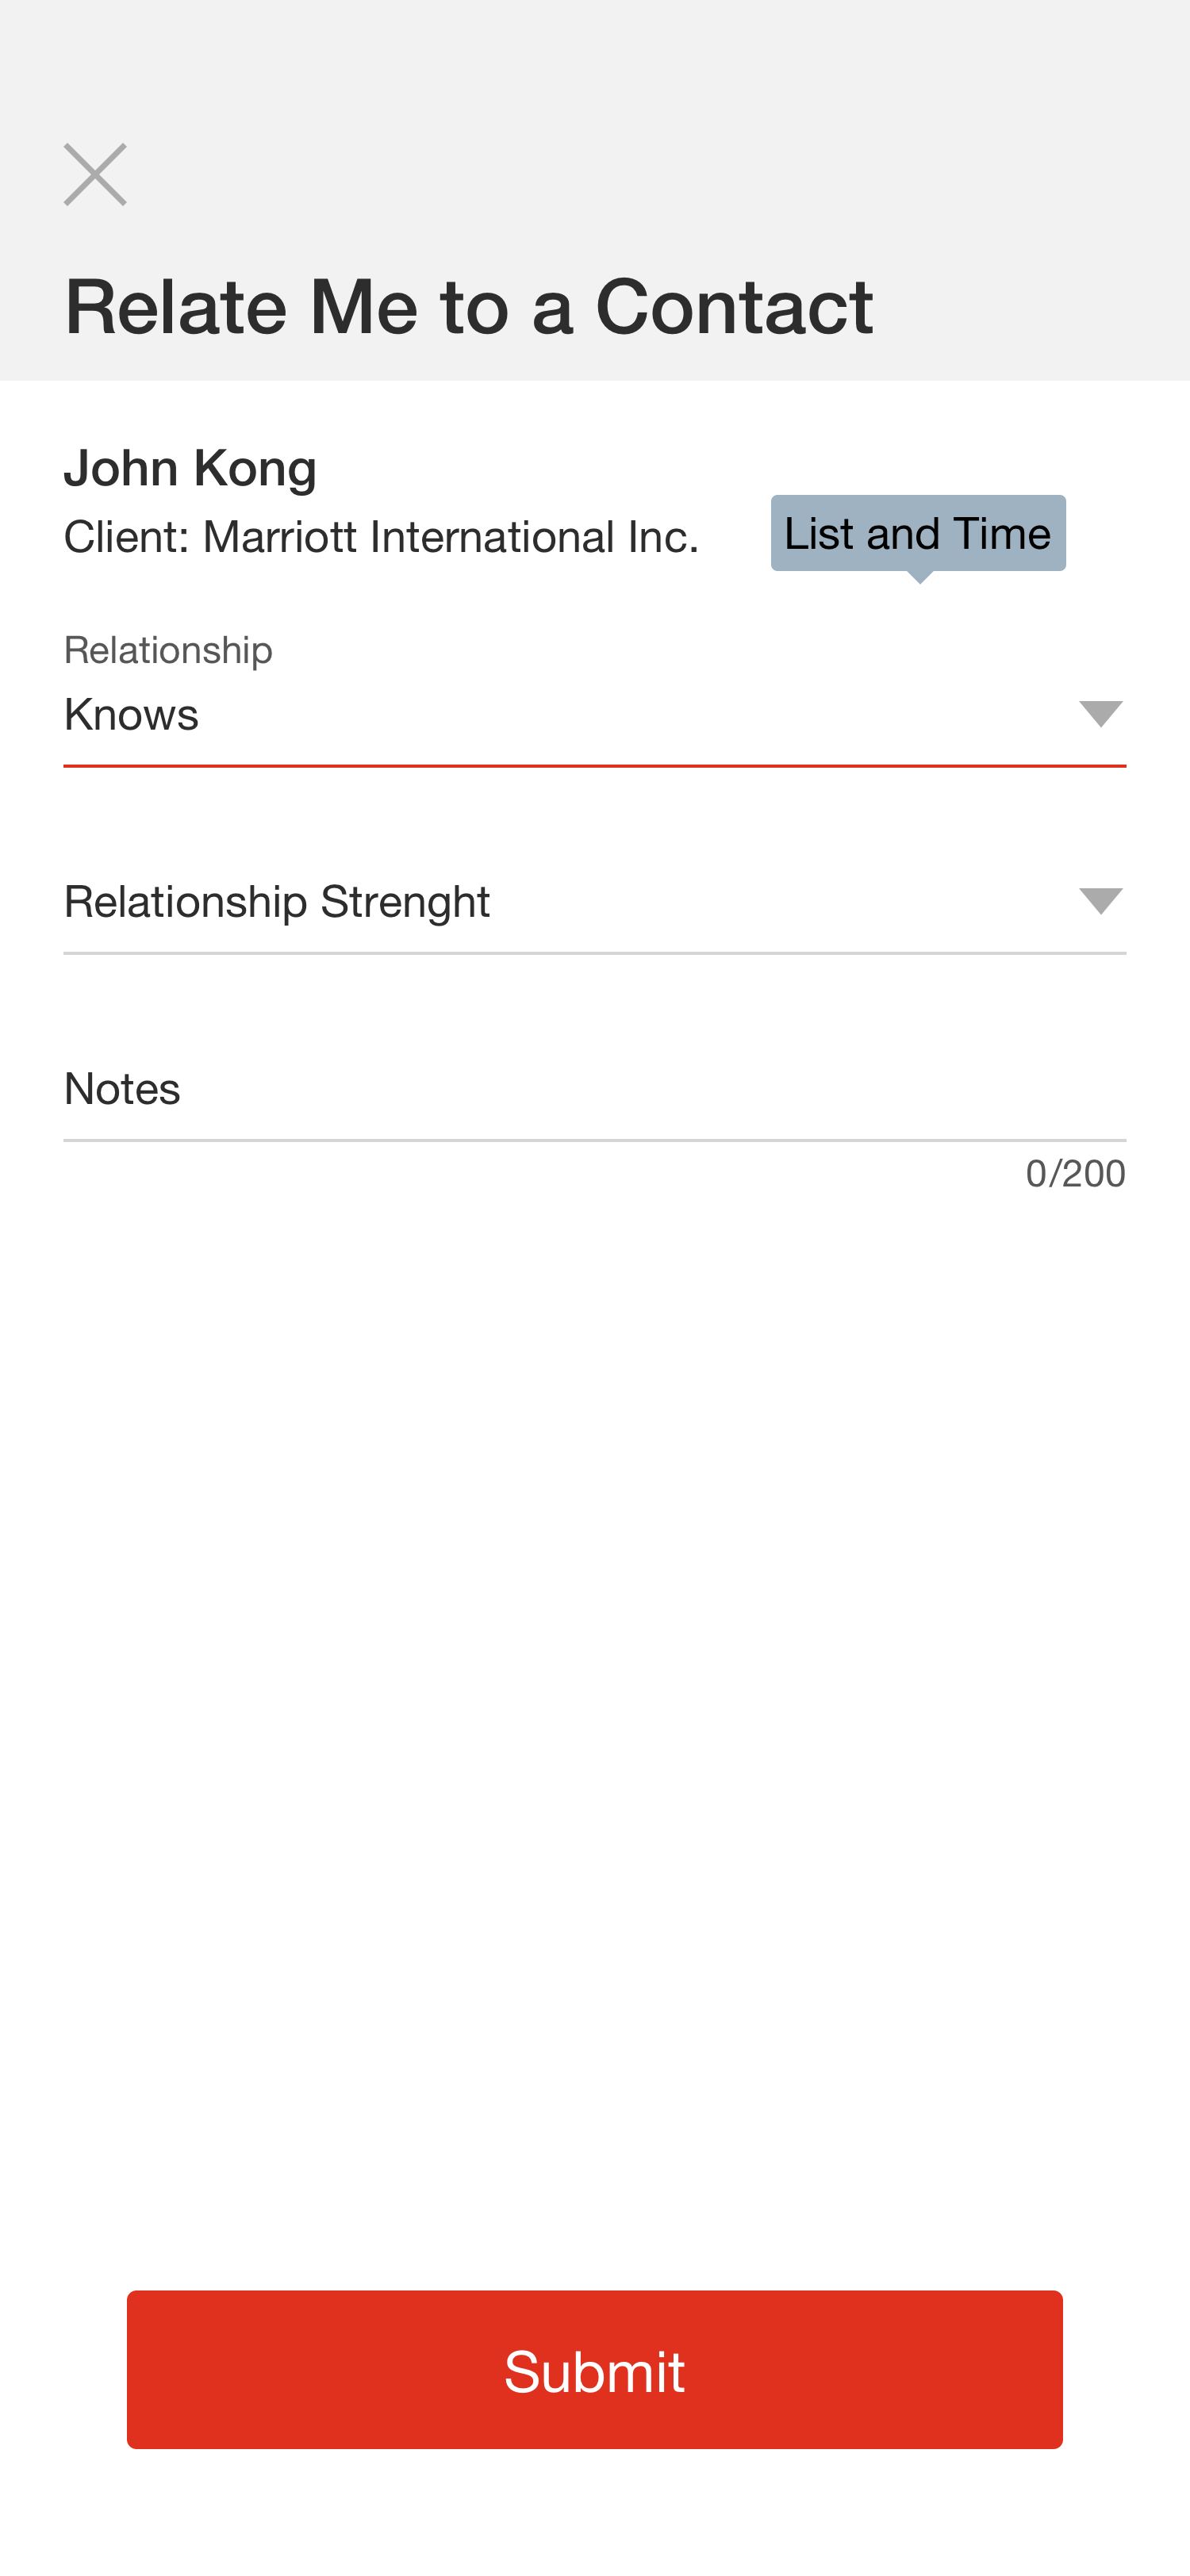 Relate Me to a Contact
John Kong
Client: Marriott International Inc.
List and Time
Relationship
Knows
Relationship Strenght
Notes
0/200
Submit